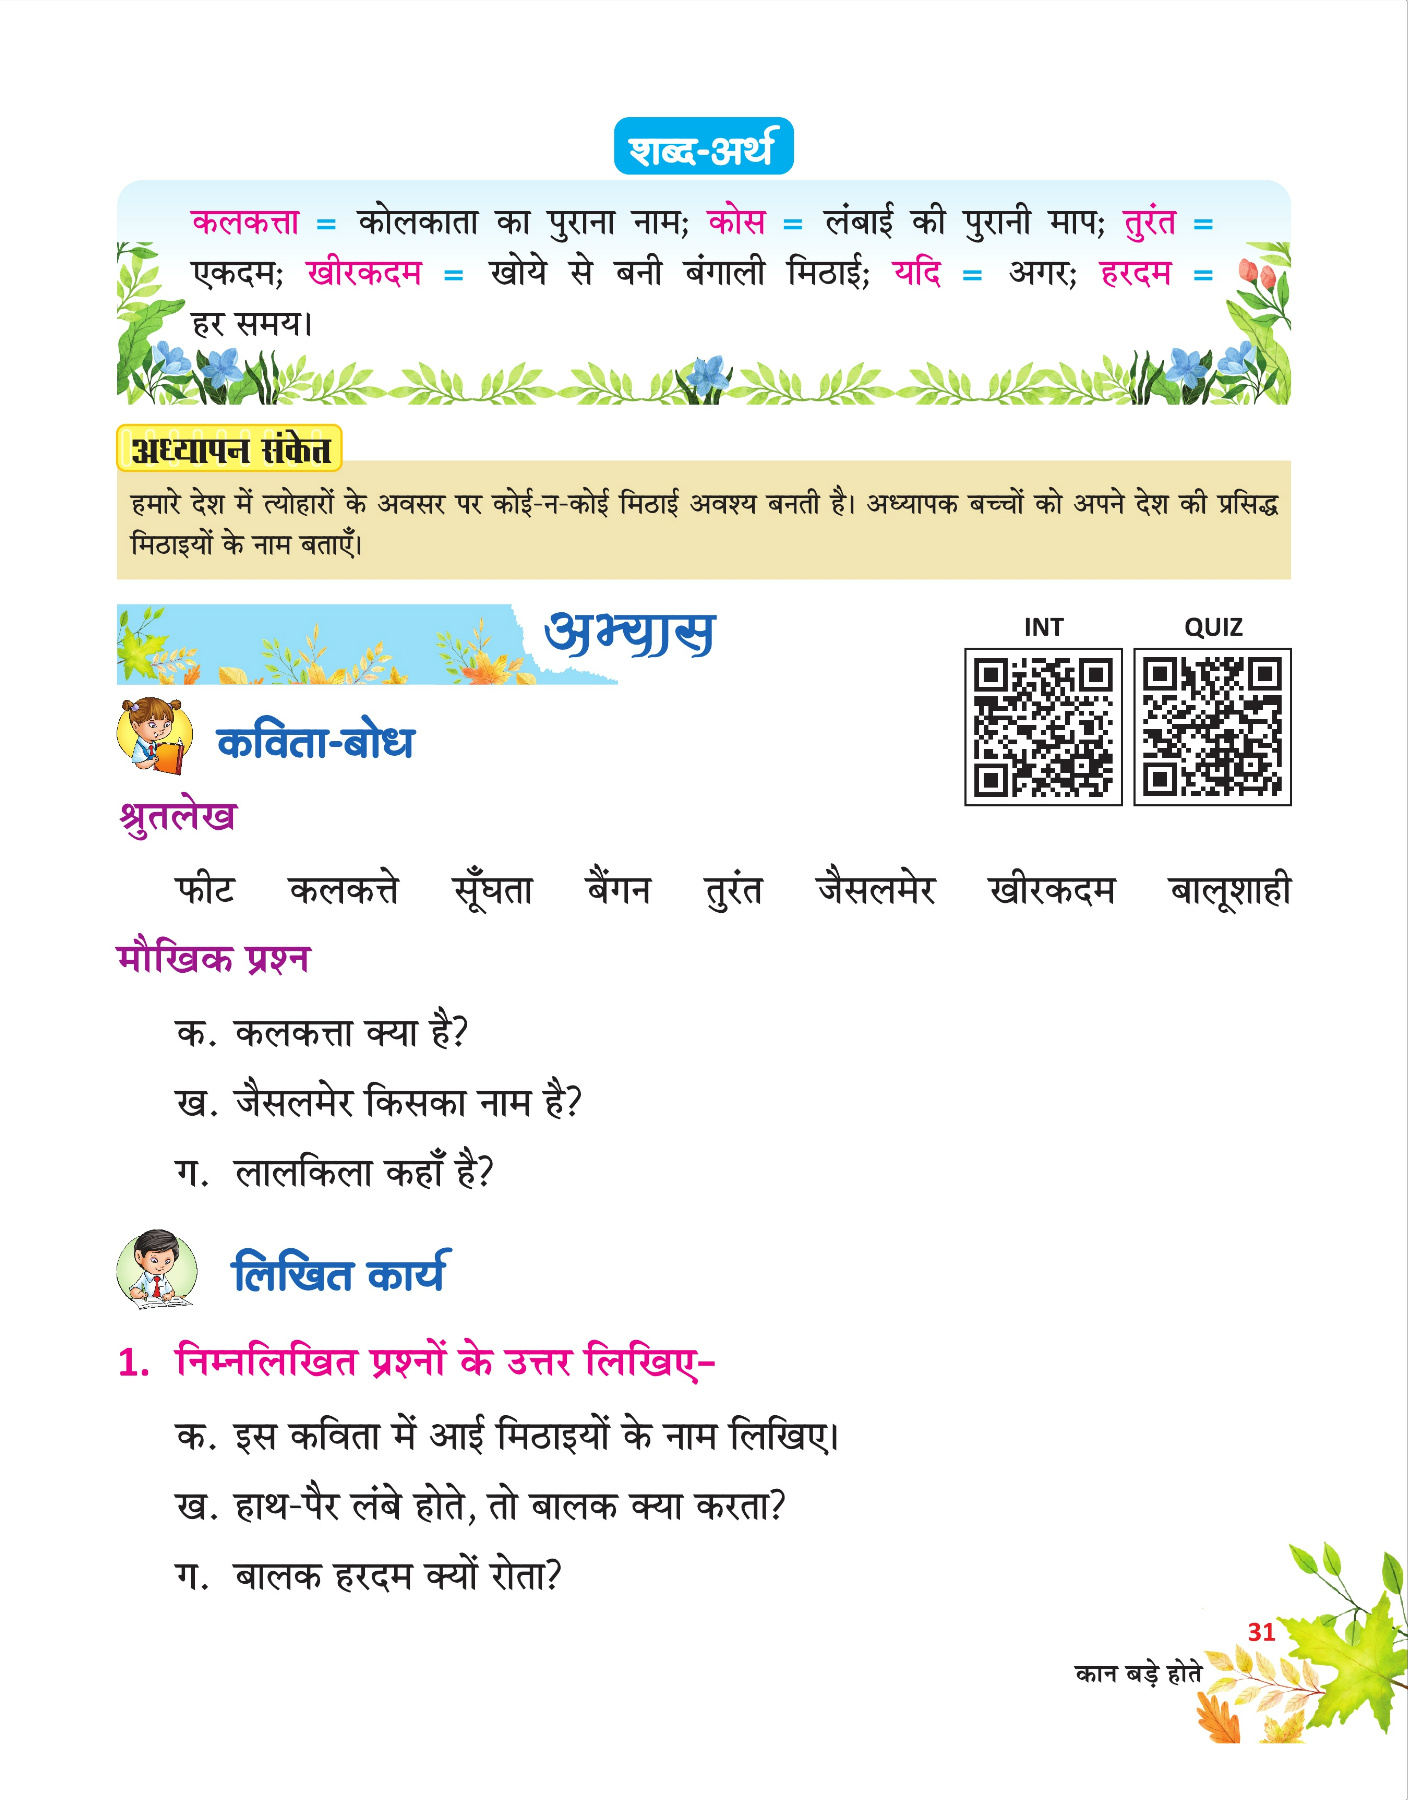 शब्द-अर्थ
कलकत्ता = कोलकाता का पुराना नाम; कोस = लंबाई की पुरानी माप; तुरंत =
एकदम; खीरकदम = खोये से बनी बंगाली मिठाई; यदि = अगर; हरदम =
हर समय।
अध्यापन संकेत
हमारे देश में त्योहारों के अवसर पर कोई-न-कोई मिठाई अवश्य बनती है। अध्यापक बच्चों को अपने देश की प्रसिद्ध
मिठाइयों के नाम बताएँ।
अभ्यास
INT QUIZ
कविता-बोध
श्रुतलेख
फीट कलकत्ते सूँघता बैंगन तुरंत जैसलमेर खीरकदम बालूशाही
मौखिक प्रश्न
क. कलकत्ता क्या है?
ख. जैसलमेर किसका नाम है?
ग. लालकिला कहाँ है?
लिखित कार्य
1. निम्नलिखित प्रश्नों के उत्तर लिखिए–
क. इस कविता में आई मिठाइयों के नाम लिखिए।
ख. हाथ-पैर लंबे होते, तो बालक क्या करता?
ग. बालक हरदम क्यों रोता?
31
कान बड़े होते